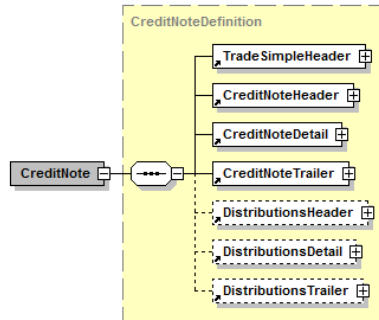 CreditNoteDefinition
TradeSimpleHeader
CreditNoteHeader
CreditNoteDetail
CreditNote
CreditNoteTrailer
DistributionsHeader
DistributionsDetail
DistributionsTrailer